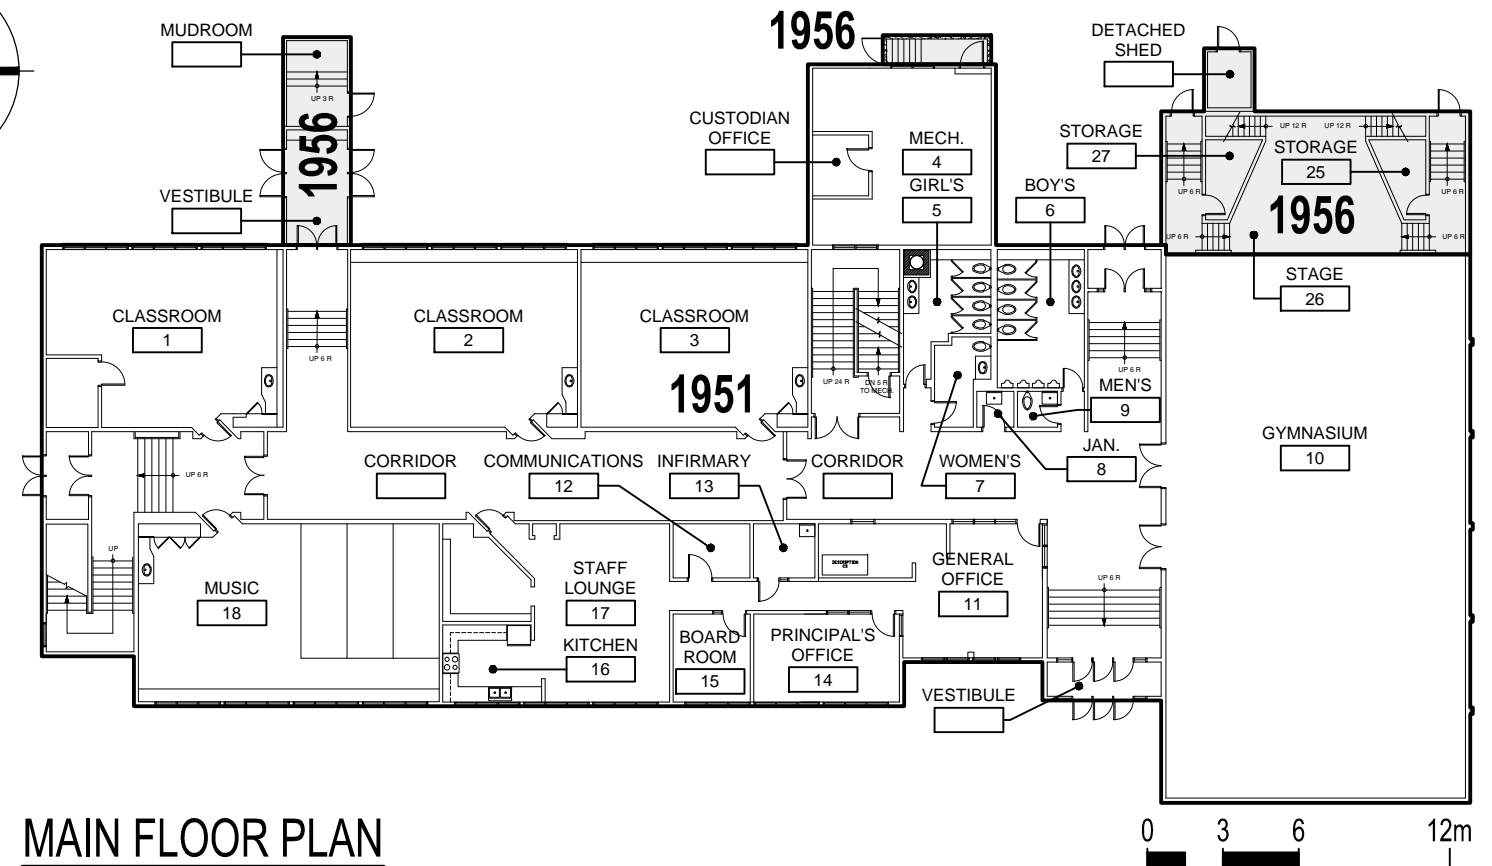 MUDROOM
UP 3 R
1956
VESTIBULE
1956
CUSTODIAN
OFFICE
MECH.
4
GIRL'S
5
BOY'S
6
DETACHED
SHED
STORAGE
27
UP 12 R
UP 12 R
STORAGE
25
1956
UP 6 R
UP 6 R
UP 6 R
UP 6 R
STAGE
26
CLASSROOM
1
UP 6 R
CLASSROOM
2
CLASSROOM
3
1951
UP 24 R
DN 5 R
TO MECH.
UP 6 R
MEN'S
9
JAN.
8
WOMEN'S
7
GYMNASIUM
10
UP 6 R
CORRIDOR
COMMUNICATIONS
12
INFIRMARY
13
CORRIDOR
UP
MUSIC
18
STAFF
LOUNGE
17
KITCHEN
16
BOARD
ROOM
15
PRINCIPAL'S
OFFICE
14
GENERAL
OFFICE
11
UP 6 R
VESTIBULE
MAIN FLOOR PLAN
0 3 6 12m